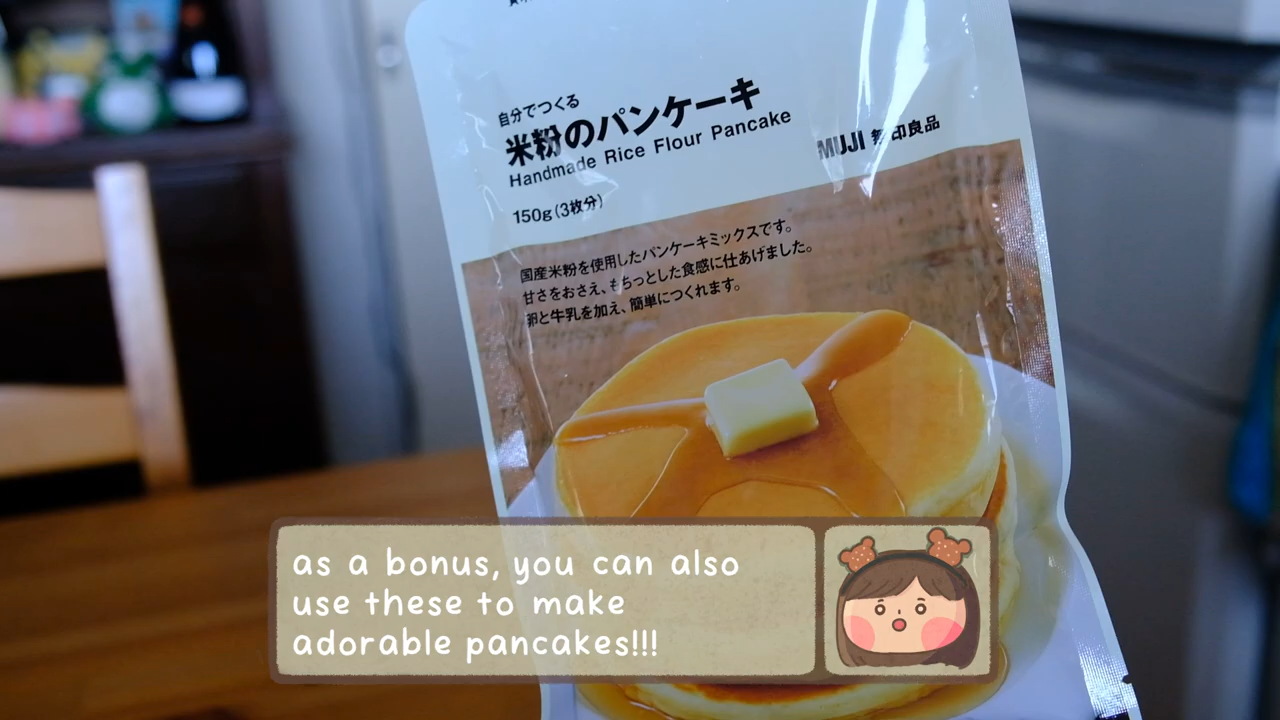 自分でつくる
米粉のパンケーキ
Handmade Rice Flour Pancake
MUJI 無印良品
150g(3枚分)
国産米粉を使用したパンケーキミックスです。
甘さをおさえ、もちっとした食感に仕あげました。
卵と牛乳を加え、簡単につくれます。
as a bonus, you can also
use these to make
adorable pancakes!!!